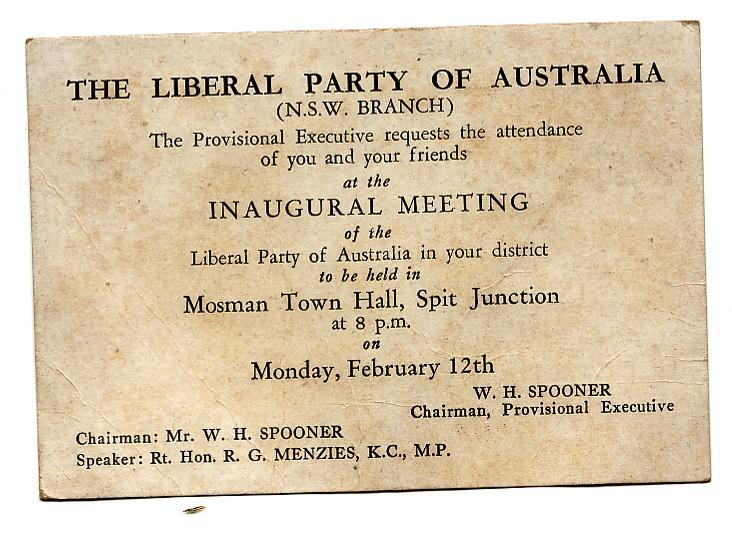 THE LIBERAL PARTY OF AUSTRALIA
(N.S.W. BRANCH)
The Provisional Executive requests the attendance
of you and your friends
at the
INAUGURAL MEETING
of the
Liberal Party of Australia in your district
to be held in
Mosman Town Hall, Spit Junction
at 8 p.m.
on
Monday, February 12th
W. H. SPOONER
Chairman, Provisional Executive
Chairman: Mr. W. H. SPOONER
Speaker: Rt. Hon. R. G. MENZIES, K.C., M.P.